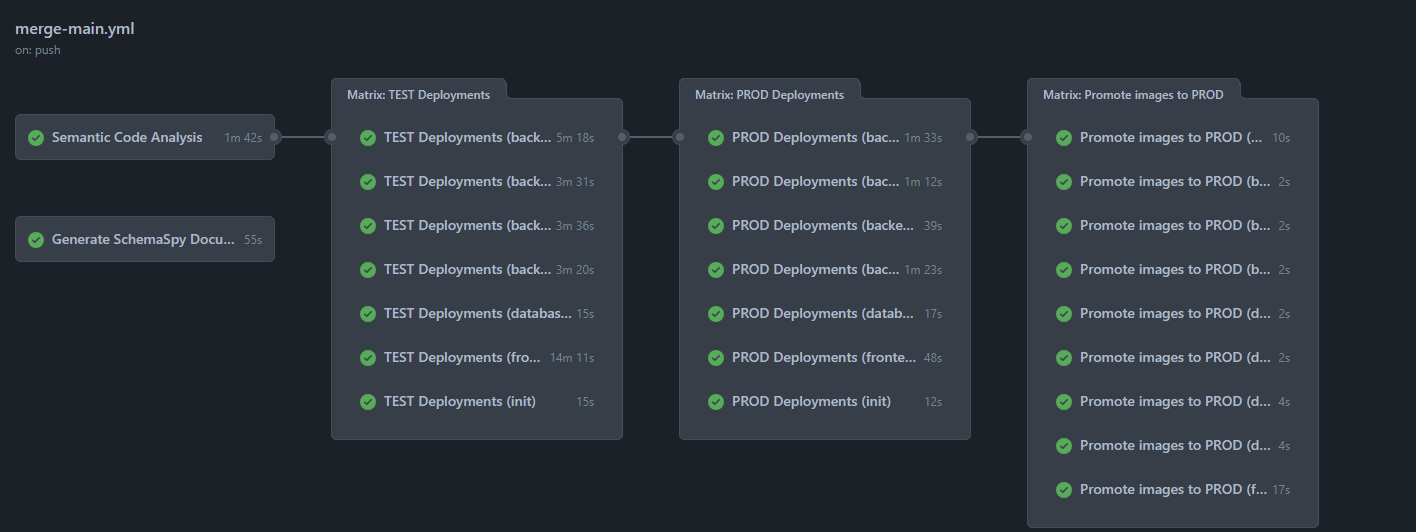 merge-main.yml
on: push
Semantic Code Analysis 1m 42s
Generate SchemaSpy Docu... 55s
Matrix: TEST Deployments
TEST Deployments (back... 5m 18s
TEST Deployments (back... 3m 31s
TEST Deployments (back... 3m 36s
TEST Deployments (back... 3m 20s
TEST Deployments (databas... 15s
TEST Deployments (fro... 14m 11s
TEST Deployments (init) 15s
Matrix: PROD Deployments
PROD Deployments (bac... 1m 33s
PROD Deployments (bac... 1m 12s
PROD Deployments (backe... 39s
PROD Deployments (bac... 1m 23s
PROD Deployments (datab... 17s
PROD Deployments (fronte... 48s
PROD Deployments (init) 12s
Matrix: Promote images to PROD
Promote images to PROD (... 10s
Promote images to PROD (b... 2s
Promote images to PROD (b... 2s
Promote images to PROD (b... 2s
Promote images to PROD (d... 2s
Promote images to PROD (d... 2s
Promote images to PROD (d... 4s
Promote images to PROD (d... 4s
Promote images to PROD (f... 17s